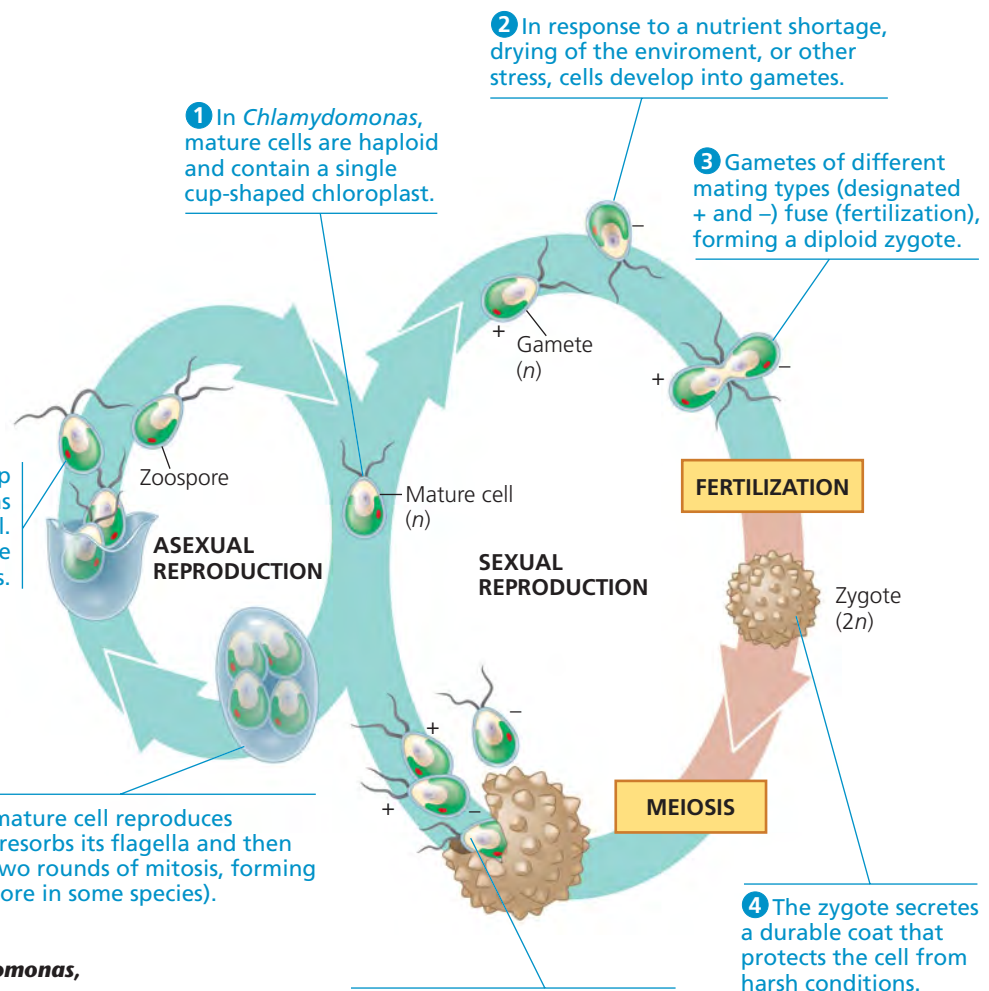 2 In response to a nutrient shortage,
drying of the enviroment, or other
stress, cells develop into gametes.
1 In Chlamydomonas,
mature cells are haploid
and contain a single
cup-shaped chloroplast.
3 Gametes of different
mating types (designated
+ and –) fuse (fertilization),
forming a diploid zygote.
–
+
Gamete
(n)
+
–
Zoospore
p
as
l.
e
s.
Mature cell
(n)
FERTILIZATION
ASEXUAL
REPRODUCTION
SEXUAL
REPRODUCTION
Zygote
(2n)
+
–
+
–
MEIOSIS
mature cell reproduces
resorbs its flagella and then
two rounds of mitosis, forming
ore in some species).
4 The zygote secretes
a durable coat that
protects the cell from
harsh conditions.
omonas,